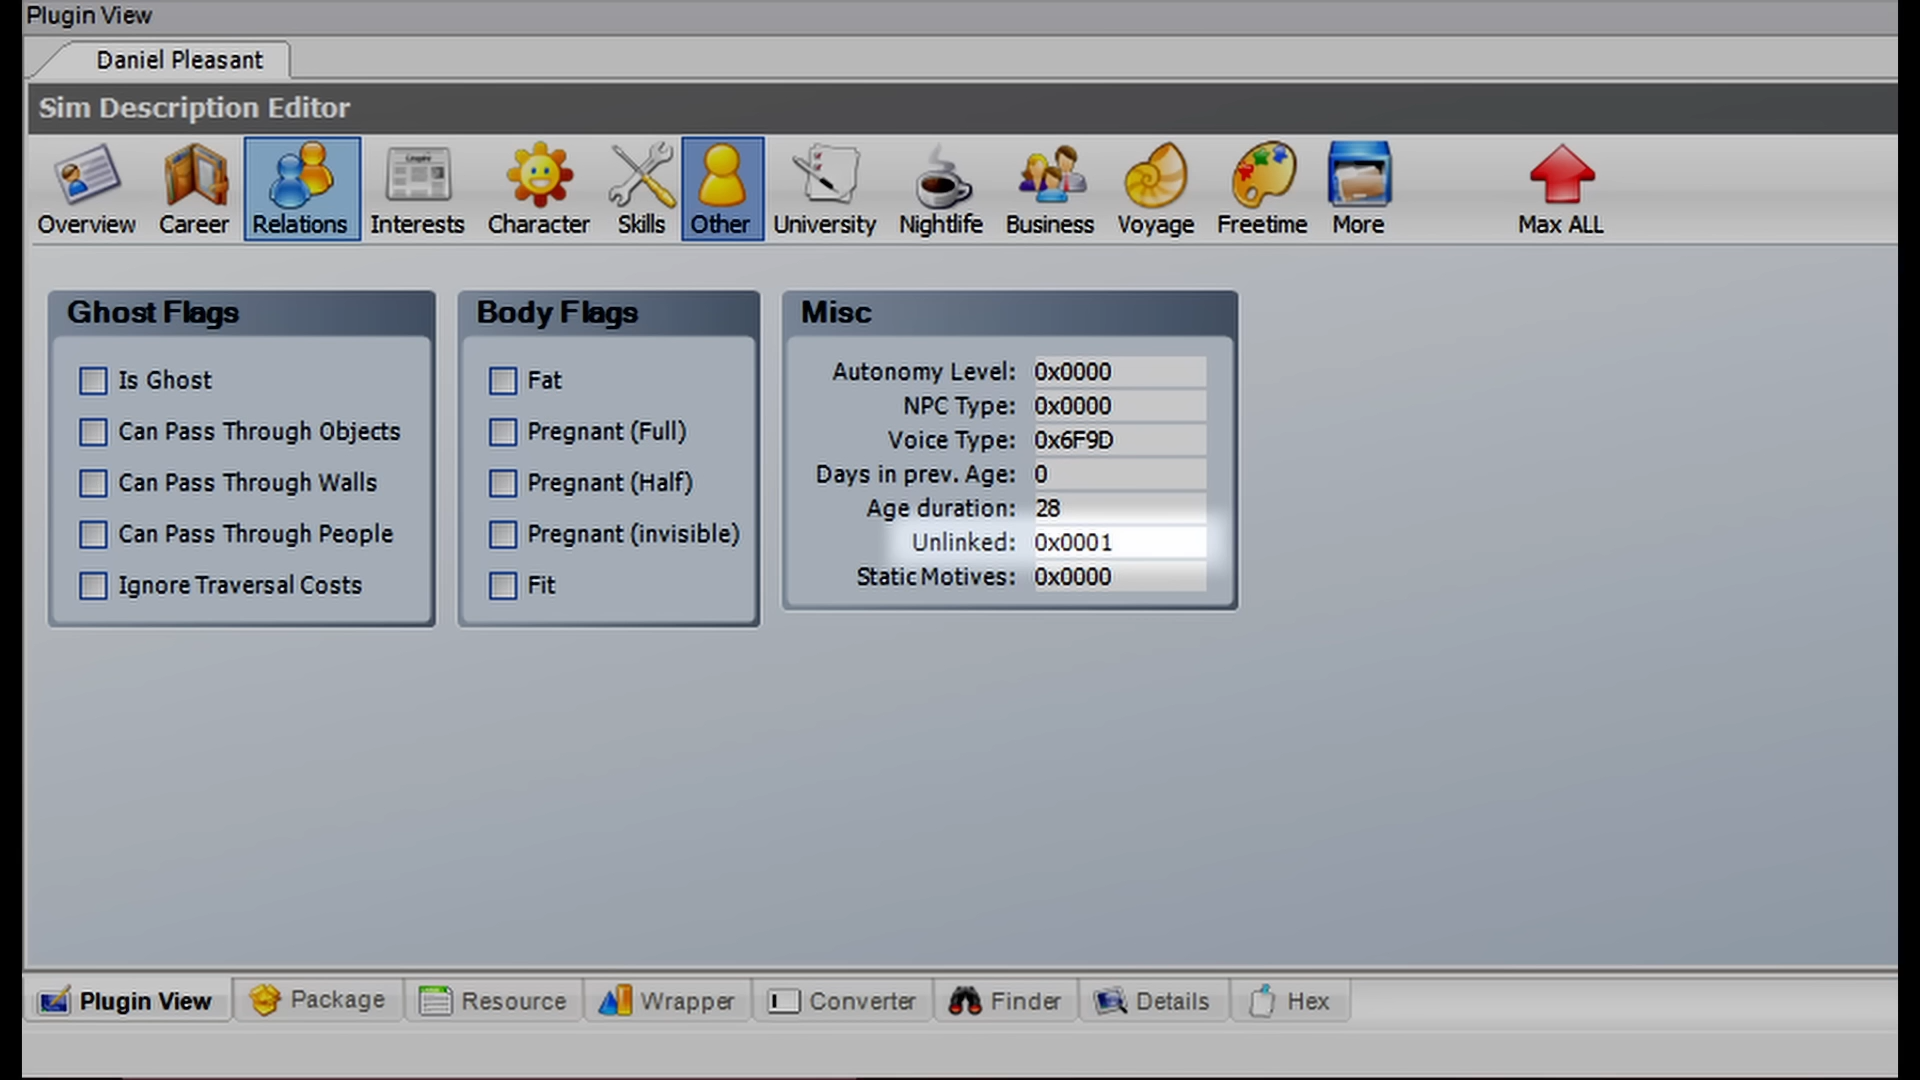 Plugin View
Daniel Pleasant
Sim Description Editor
Overview Career Relations Interests Character Skills Other University Nightlife Business Voyage Freetime More Max ALL
Ghost Flags
Is Ghost
Can Pass Through Objects
Can Pass Through Walls
Can Pass Through People
Ignore Traversal Costs
Body Flags
Fat
Pregnant (Full)
Pregnant (Half)
Pregnant (invisible)
Fit
Misc
Autonomy Level: 0x0000
NPC Type: 0x0000
Voice Type: 0x6F9D
Days in prev. Age: 0
Age duration: 28
Unlinked: 0x0001
Static Motives: 0x0000
Plugin View Package Resource Wrapper Converter Finder Details Hex